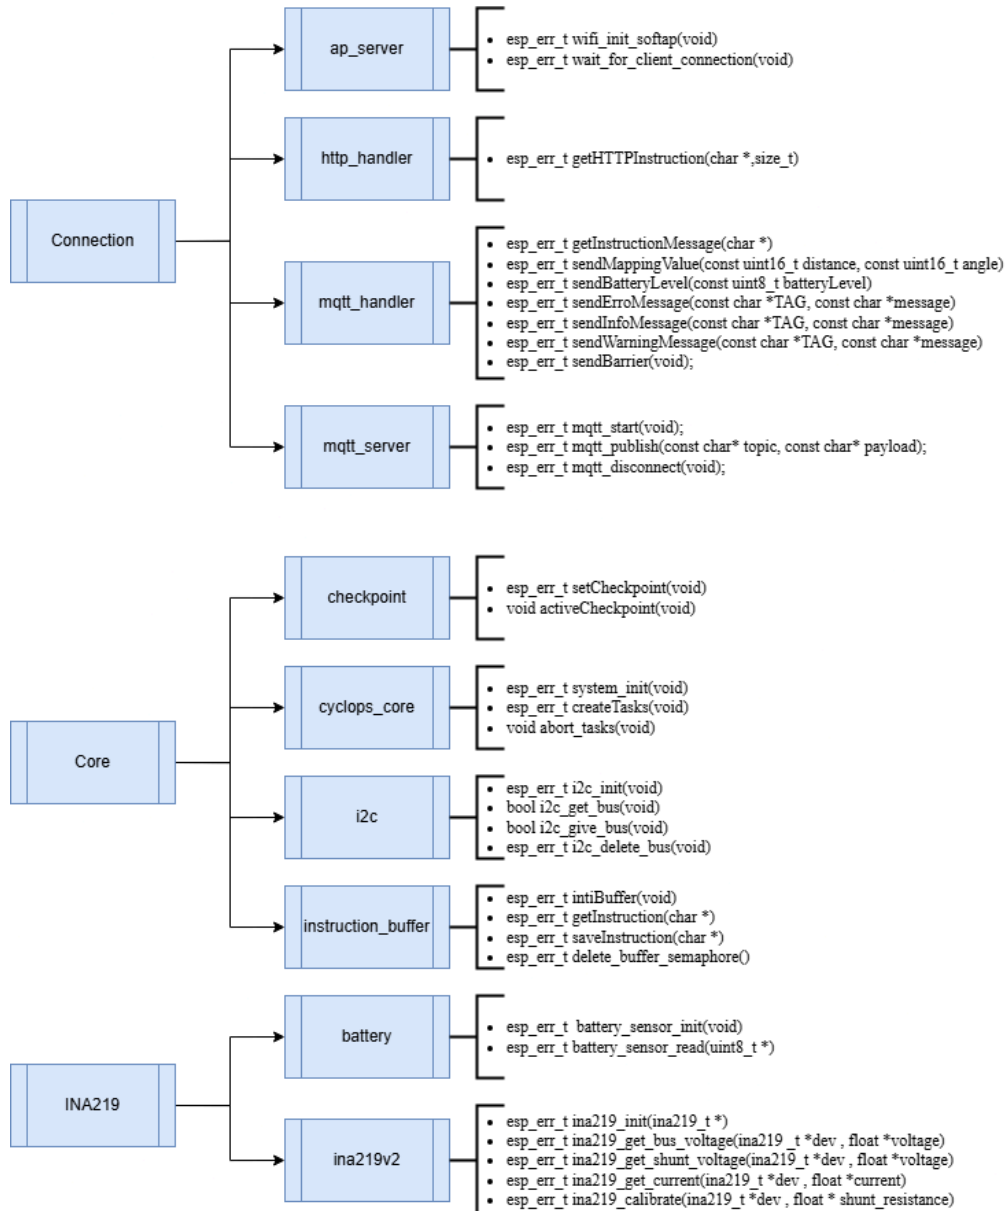 ap_server
esp_err_t wifi_init_softap(void)
esp_err_t wait_for_client_connection(void)
http_handler
esp_err_t getHTTPInstruction(char *,size_t)
Connection
mqtt_handler
esp_err_t getInstructionMessage(char *)
esp_err_t sendMappingValue(const uint16_t distance, const uint16_t angle)
esp_err_t sendBatteryLevel(const uint8_t batteryLevel)
esp_err_t sendErroMessage(const char *TAG, const char *message)
esp_err_t sendInfoMessage(const char *TAG, const char *message)
esp_err_t sendWarningMessage(const char *TAG, const char *message)
esp_err_t sendBarrier(void);
mqtt_server
esp_err_t mqtt_start(void);
esp_err_t mqtt_publish(const char* topic, const char* payload);
esp_err_t mqtt_disconnect(void);
checkpoint
esp_err_t setCheckpoint(void)
void activeCheckpoint(void)
cyclops_core
esp_err_t system_init(void)
esp_err_t createTasks(void)
void abort_tasks(void)
Core
i2c
esp_err_t i2c_init(void)
bool i2c_get_bus(void)
bool i2c_give_bus(void)
esp_err_t i2c_delete_bus(void)
instruction_buffer
esp_err_t intiBuffer(void)
esp_err_t getInstruction(char *)
esp_err_t saveInstruction(char *)
esp_err_t delete_buffer_semaphore()
battery
esp_err_t  battery_sensor_init(void)
esp_err_t battery_sensor_read(uint8_t *)
INA219
ina219v2
esp_err_t ina219_init(ina219_t *)
esp_err_t ina219_get_bus_voltage(ina219 _t *dev , float *voltage)
esp_err_t ina219_get_shunt_voltage(ina219_t *dev , float *voltage)
esp_err_t ina219_get_current(ina219_t *dev , float *current)
esp_err_t ina219_calibrate(ina219_t *dev , float * shunt_resistance)